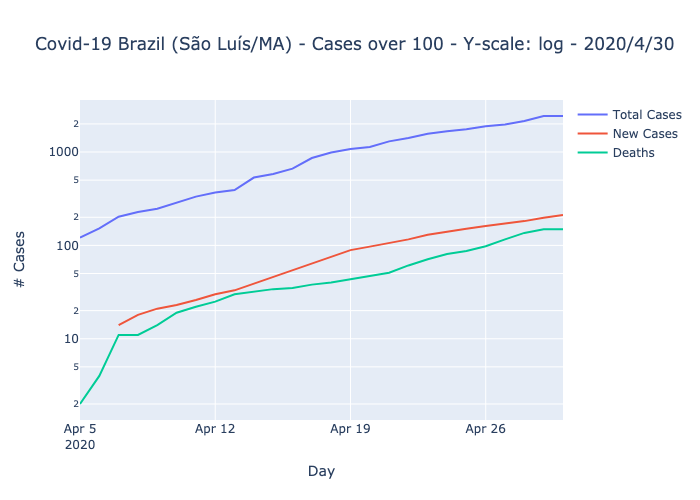 Covid-19 Brazil (São Luís/MA) - Cases over 100 - Y-scale: log - 2020/4/30
Total Cases
New Cases
Deaths
# Cases
2
1000
5
2
100
5
2
10
5
2
Apr 5
2020
Apr 12
Apr 19
Apr 26
Day